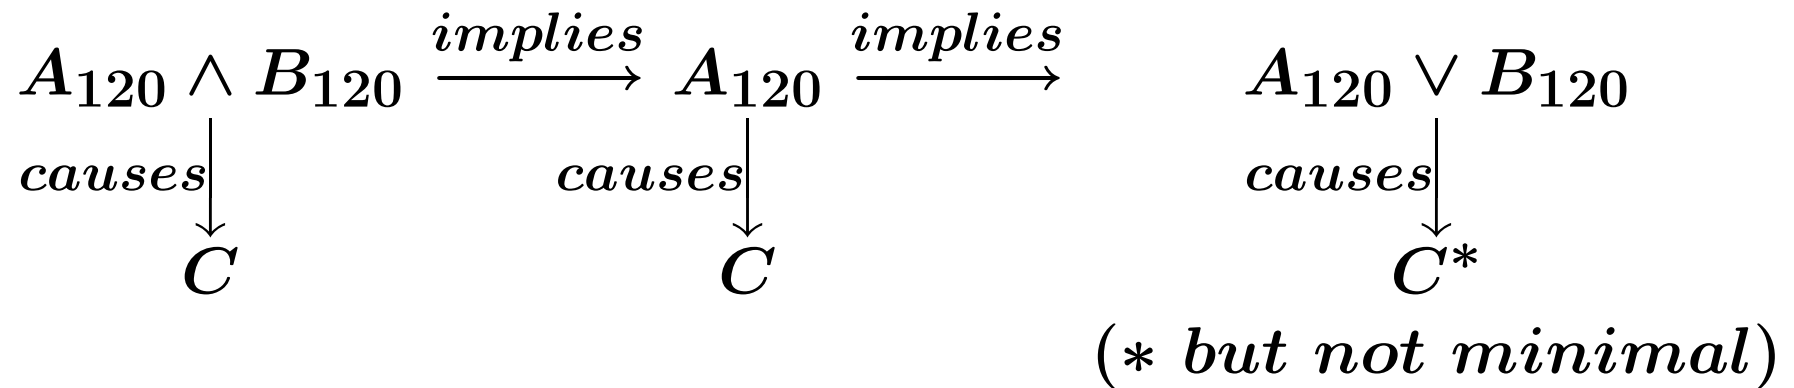 implies implies
A₁₂₀ ∧ B₁₂₀ → A₁₂₀ → A₁₂₀ ∨ B₁₂₀
causes causes causes
C C C*
(* but not minimal)